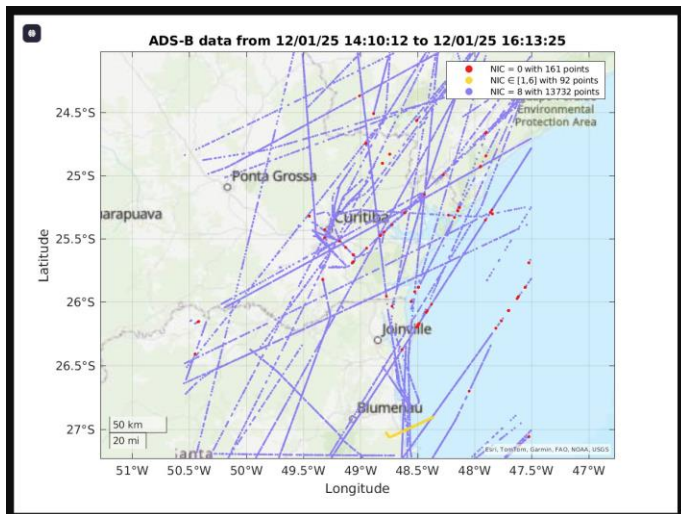 ADS-B data from 12/01/25 14:10:12 to 12/01/25 16:13:25
NIC = 0 with 161 points
NIC ∈ [1,6] with 92 points
NIC = 8 with 13732 points
Environmental
Protection Area
24.5°S
25°S
25.5°S
26°S
26.5°S
27°S
Latitude
Ponta Grossa
arapuava
Curitiba
Joinville
Blumenau
anta
50 km
20 mi
Esri, TomTom, Garmin, FAO, NOAA, USGS
51°W
50.5°W
50°W
49.5°W
49°W
48.5°W
48°W
47.5°W
47°W
Longitude